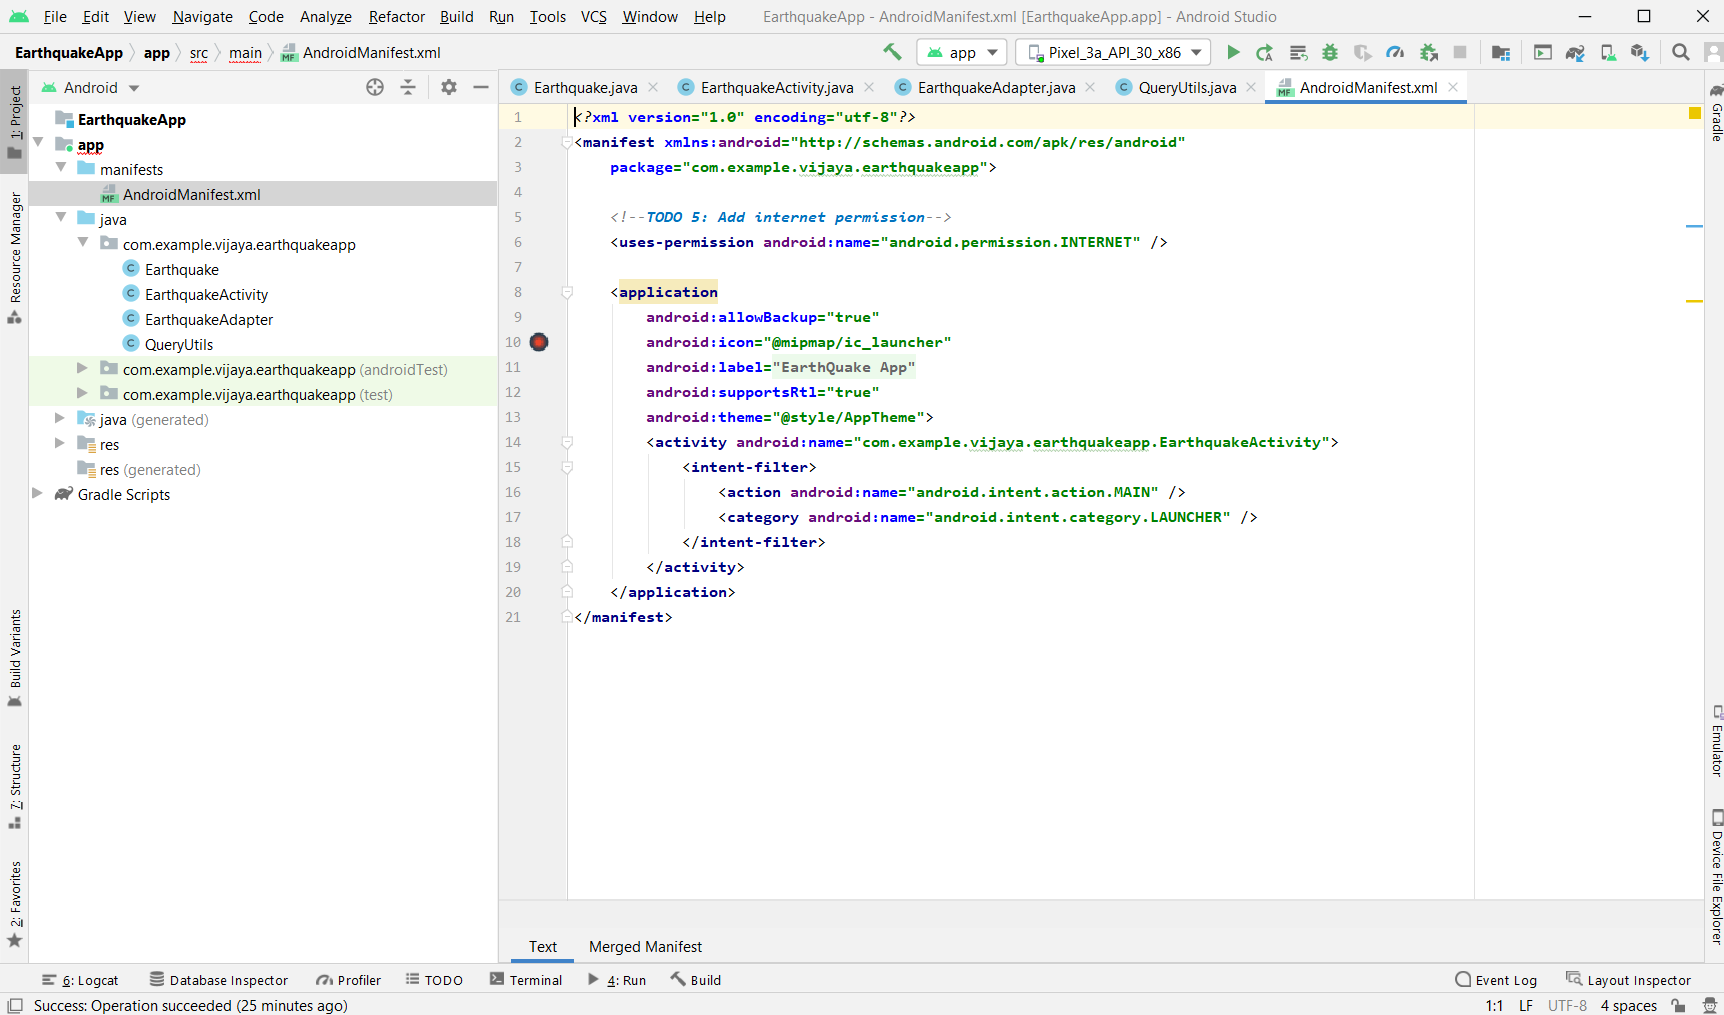 File Edit View Navigate Code Analyze Refactor Build Run Tools VCS Window Help EarthquakeApp - AndroidManifest.xml [EarthquakeApp.app] - Android Studio
EarthquakeApp app src main AndroidManifest.xml app Pixel_3a_API_30_x86
Android
Earthquake.java EarthquakeActivity.java EarthquakeAdapter.java QueryUtils.java AndroidManifest.xml
1: Project
Resource Manager
Build Variants
7: Structure
2: Favorites
EarthquakeApp
app
manifests
AndroidManifest.xml
java
com.example.vijaya.earthquakeapp
Earthquake
EarthquakeActivity
EarthquakeAdapter
QueryUtils
com.example.vijaya.earthquakeapp (androidTest)
com.example.vijaya.earthquakeapp (test)
java (generated)
res
res (generated)
Gradle Scripts
1 <?xml version="1.0" encoding="utf-8"?>
2 <manifest xmlns:android="http://schemas.android.com/apk/res/android"
3 package="com.example.vijaya.earthquakeapp">
4
5 <!--TODO 5: Add internet permission-->
6 <uses-permission android:name="android.permission.INTERNET" />
7
8 <application
9 android:allowBackup="true"
10 android:icon="@mipmap/ic_launcher"
11 android:label="EarthQuake App"
12 android:supportsRtl="true"
13 android:theme="@style/AppTheme">
14 <activity android:name="com.example.vijaya.earthquakeapp.EarthquakeActivity">
15 <intent-filter>
16 <action android:name="android.intent.action.MAIN" />
17 <category android:name="android.intent.category.LAUNCHER" />
18 </intent-filter>
19 </activity>
20 </application>
21 </manifest>
Gradle
Emulator
Device File Explorer
Text Merged Manifest
6: Logcat Database Inspector Profiler TODO Terminal 4: Run Build Event Log Layout Inspector
Success: Operation succeeded (25 minutes ago) 1:1 LF UTF-8 4 spaces